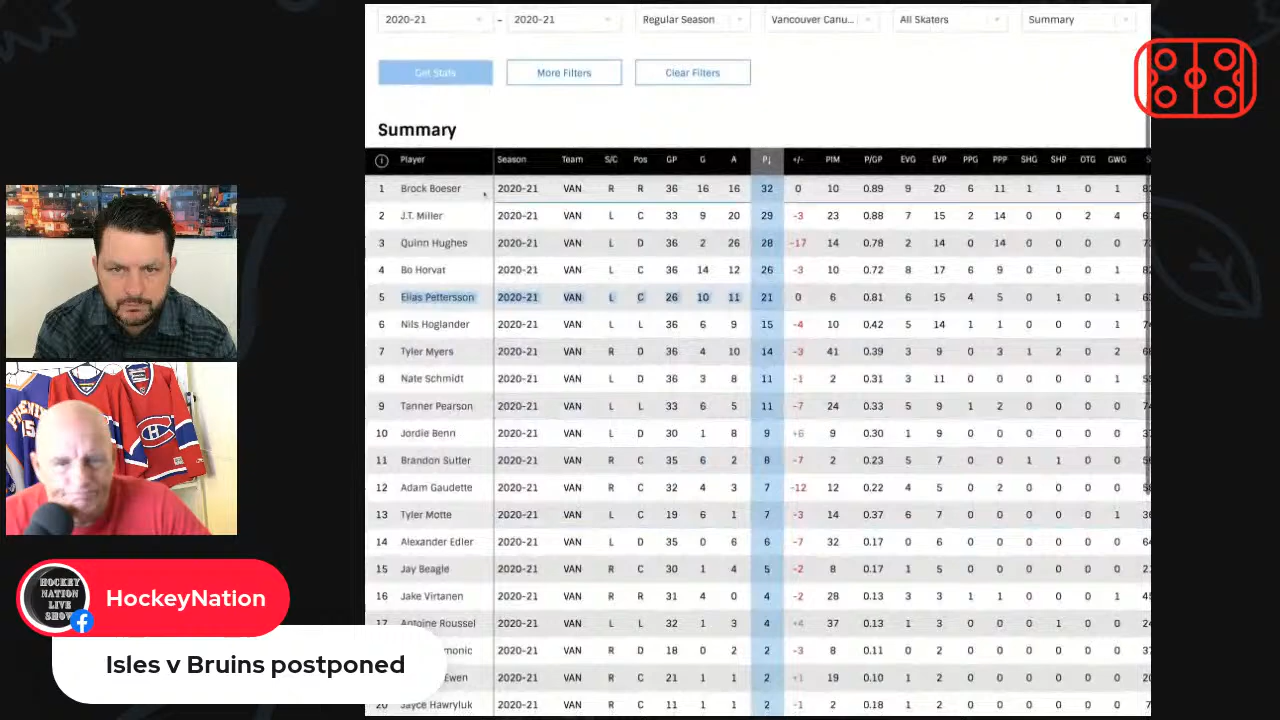 2020-21 – 2020-21 Regular Season Vancouver Canu... All Skaters Summary
Get Stats More Filters Clear Filters
Summary
Player Season Team S/C Pos GP G A P↓ +/- PIM P/GP EVG EVP PPG PPP SHG SHP OTG GWG
1 Brock Boeser 2020-21 VAN R R 36 16 16 32 0 10 0.89 9 20 6 11 1 1 0 1
2 J.T. Miller 2020-21 VAN L C 33 9 20 29 -3 23 0.88 7 15 2 14 0 0 2 4
3 Quinn Hughes 2020-21 VAN L D 36 2 26 28 -17 14 0.78 2 14 0 14 0 0 0 0
4 Bo Horvat 2020-21 VAN L C 36 14 12 26 -3 10 0.72 8 17 6 9 0 0 0 1
5 Elias Pettersson 2020-21 VAN L C 26 10 11 21 0 6 0.81 6 15 4 5 0 1 0 1
6 Nils Hoglander 2020-21 VAN L L 36 6 9 15 -4 10 0.42 5 14 1 1 0 0 0 1
7 Tyler Myers 2020-21 VAN R D 36 4 10 14 -3 41 0.39 3 9 0 3 1 2 0 2
8 Nate Schmidt 2020-21 VAN L D 36 3 8 11 -1 2 0.31 3 11 0 0 0 0 0 1
9 Tanner Pearson 2020-21 VAN L L 33 6 5 11 -7 24 0.33 5 9 1 2 0 0 0 0
10 Jordie Benn 2020-21 VAN L D 30 1 8 9 +6 9 0.30 1 9 0 0 0 0 0 0
11 Brandon Sutter 2020-21 VAN R C 35 6 2 8 -7 2 0.23 5 7 0 0 1 1 0 0
12 Adam Gaudette 2020-21 VAN R C 32 4 3 7 -12 12 0.22 4 5 0 2 0 0 0 0
13 Tyler Motte 2020-21 VAN L C 19 6 1 7 -3 14 0.37 6 7 0 0 0 0 0 1
14 Alexander Edler 2020-21 VAN L D 35 0 6 6 -7 32 0.17 0 6 0 0 0 0 0 0
15 Jay Beagle 2020-21 VAN R C 30 1 4 5 -2 8 0.17 1 5 0 0 0 0 0 0
16 Jake Virtanen 2020-21 VAN R R 31 4 0 4 -2 28 0.13 3 3 1 1 0 0 0 0
17 Antoine Roussel 2020-21 VAN L L 32 1 3 4 +4 37 0.13 1 3 0 0 0 1 0 0
monic 2020-21 VAN R D 18 0 2 2 -3 8 0.11 0 2 0 0 0 0 0 0
Ewen 2020-21 VAN R C 21 1 1 2 +1 19 0.10 1 2 0 0 0 0 0 0
20 Jayce Hawryluk 2020-21 VAN R C 11 1 1 2 -1 2 0.18 1 2 0 0 0 0 0 0
PHOENIX
HOCKEY
NATION
LIVE
SHOW
HockeyNation
Isles v Bruins postponed